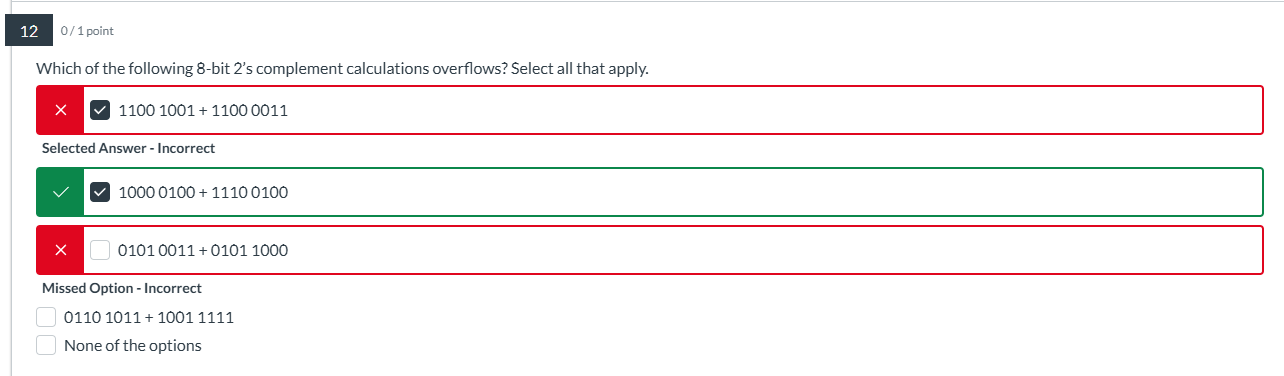 12 0 / 1 point
Which of the following 8-bit 2’s complement calculations overflows? Select all that apply.
1100 1001 + 1100 0011
Selected Answer - Incorrect
1000 0100 + 1110 0100
0101 0011 + 0101 1000
Missed Option - Incorrect
0110 1011 + 1001 1111
None of the options